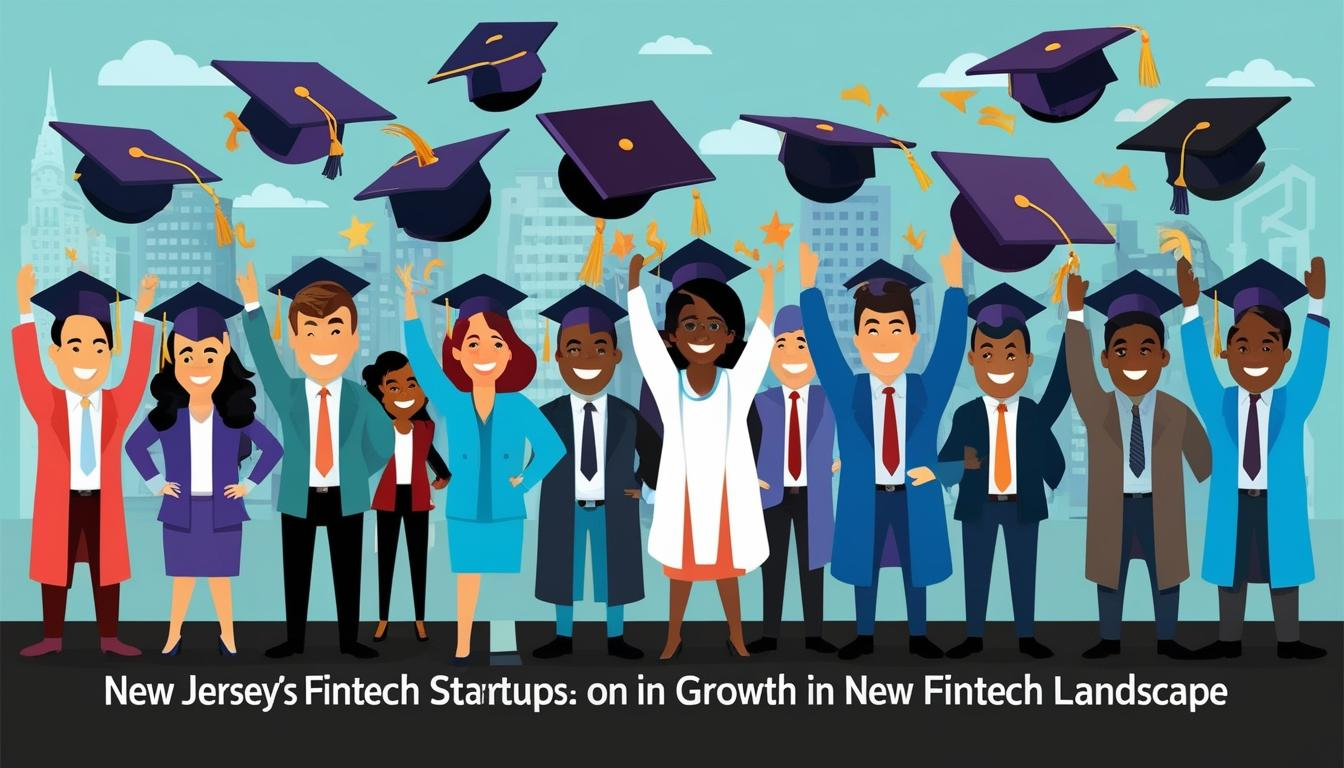 New Jersey's Fintech Startups: on in Growth in New Fintech Landscape